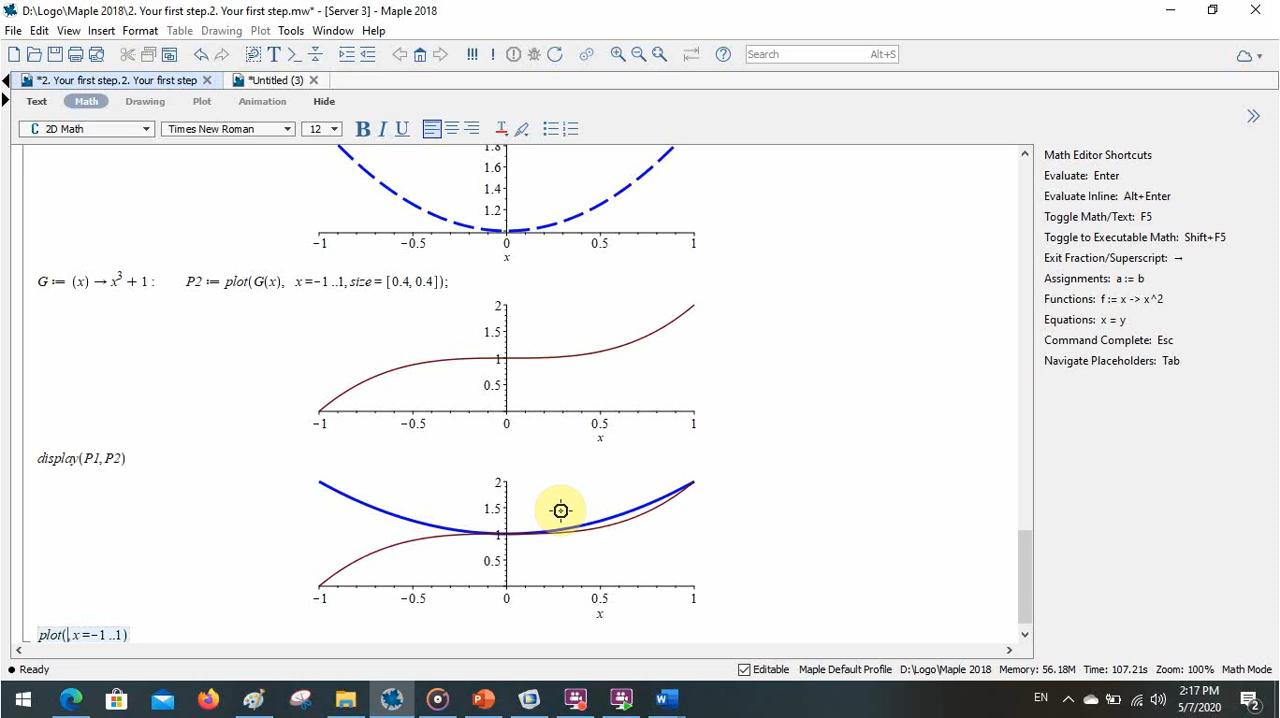 D:\Logo\Maple 2018\2. Your first step.2. Your first step.mw* - [Server 3] - Maple 2018
File Edit View Insert Format Table Drawing Plot Tools Window Help
Search Alt+S
*2. Your first step.2. Your first step
*Untitled (3)
Text Math Drawing Plot Animation Hide
C 2D Math Times New Roman 12 B I U
1.8
1.6
1.4
1.2
−1 −0.5 0 0.5 1
x
G := (x) → x³ + 1 : P2 := plot(G(x), x = −1 ..1, size = [0.4, 0.4]);
2
1.5
1
0.5
−1 −0.5 0 0.5 1
x
display(P1, P2)
2
1.5
1
0.5
−1 −0.5 0 0.5 1
x
plot(, x = −1 ..1)
Math Editor Shortcuts
Evaluate: Enter
Evaluate Inline: Alt+Enter
Toggle Math/Text: F5
Toggle to Executable Math: Shift+F5
Exit Fraction/Superscript: →
Assignments: a := b
Functions: f := x -> x^2
Equations: x = y
Command Complete: Esc
Navigate Placeholders: Tab
Ready
Editable Maple Default Profile D:\Logo\Maple 2018 Memory: 56.18M Time: 107.21s Zoom: 100% Math Mode
EN 2:17 PM
5/7/2020
2